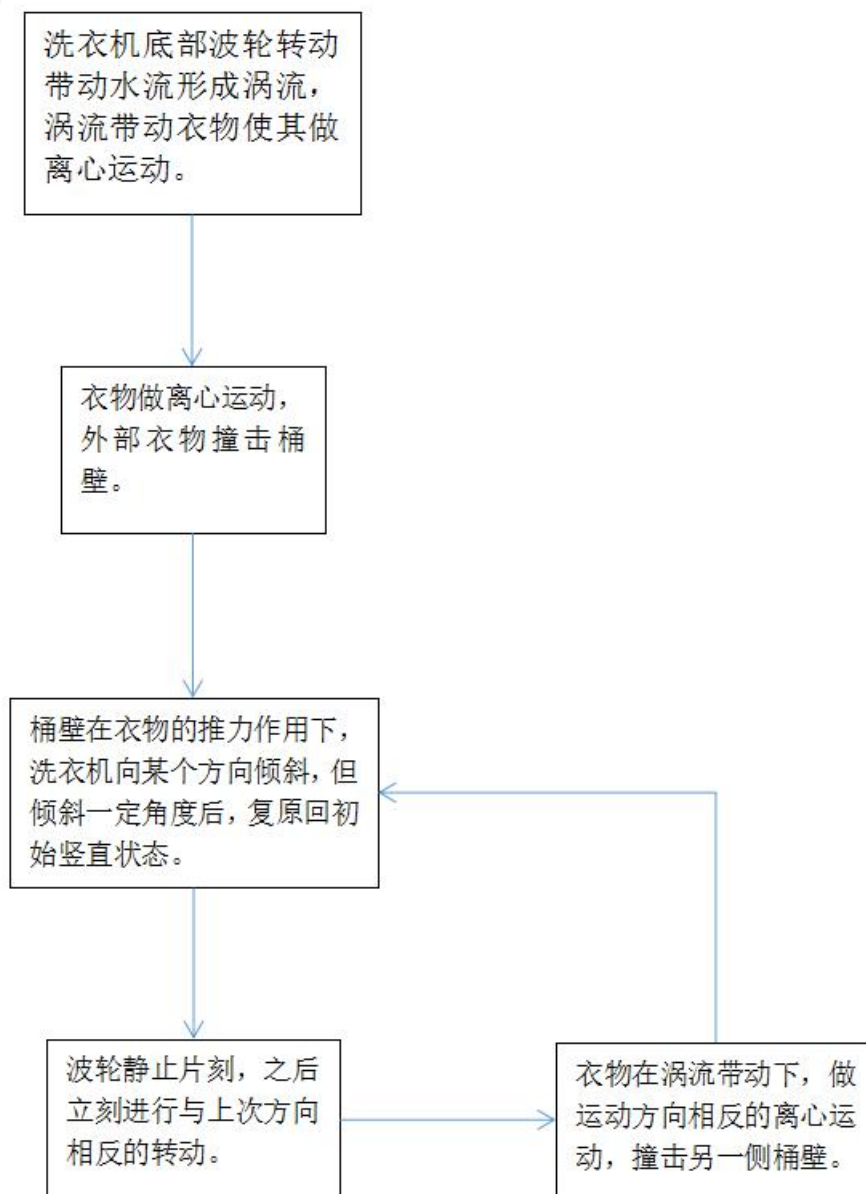 洗衣机底部波轮转动
带动水流形成涡流，
涡流带动衣物使其做
离心运动。
衣物做离心运动，
外部衣物撞击桶
壁。
桶壁在衣物的推力作用下，
洗衣机向某个方向倾斜，但
倾斜一定角度后，复原回初
始竖直状态。
波轮静止片刻，之后
立刻进行与上次方向
相反的转动。
衣物在涡流带动下，做
运动方向相反的离心运
动，撞击另一侧桶壁。